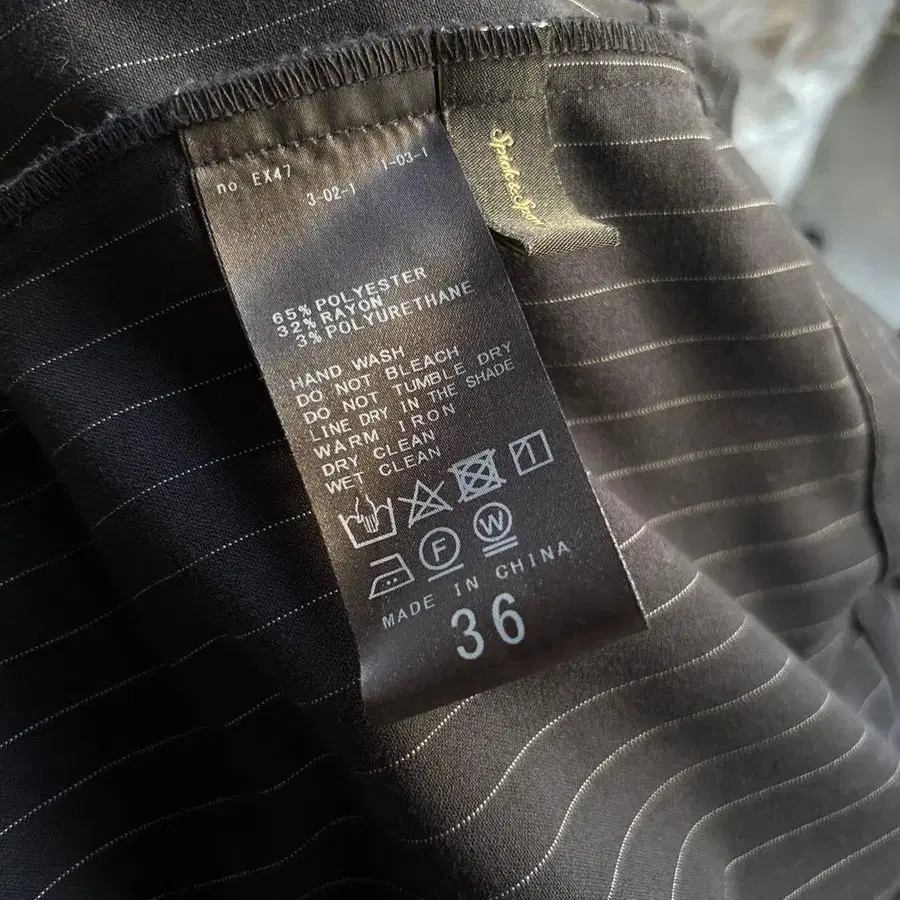 no EX47
1-03-1
3-02-1
65% POLYESTER
32% RAYON
3% POLYURETHANE
HAND WASH
DO NOT BLEACH
DO NOT TUMBLE DRY
LINE DRY IN THE SHADE
WARM IRON
DRY CLEAN
WET CLEAN
F
W
MADE IN CHINA
36